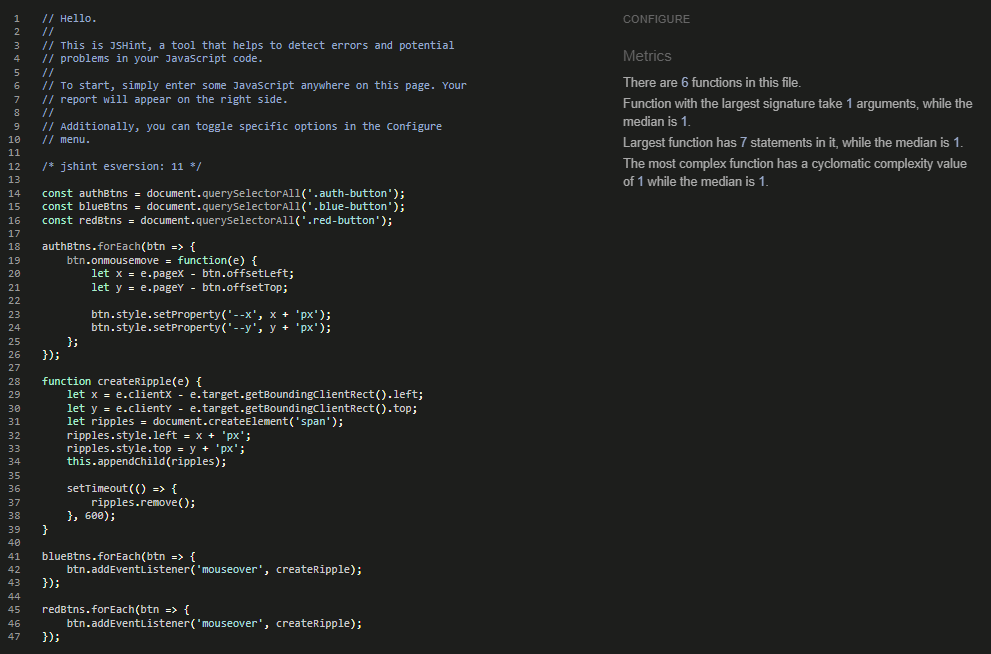 1 // Hello.
2 //
3 // This is JSHint, a tool that helps to detect errors and potential
4 // problems in your JavaScript code.
5 //
6 // To start, simply enter some JavaScript anywhere on this page. Your
7 // report will appear on the right side.
8 //
9 // Additionally, you can toggle specific options in the Configure
10 // menu.
11
12 /* jshint esversion: 11 */
13
14 const authBtns = document.querySelectorAll('.auth-button');
15 const blueBtns = document.querySelectorAll('.blue-button');
16 const redBtns = document.querySelectorAll('.red-button');
17
18 authBtns.forEach(btn => {
19     btn.onmousemove = function(e) {
20         let x = e.pageX - btn.offsetLeft;
21         let y = e.pageY - btn.offsetTop;
22
23         btn.style.setProperty('--x', x + 'px');
24         btn.style.setProperty('--y', y + 'px');
25     };
26 });
27
28 function createRipple(e) {
29     let x = e.clientX - e.target.getBoundingClientRect().left;
30     let y = e.clientY - e.target.getBoundingClientRect().top;
31     let ripples = document.createElement('span');
32     ripples.style.left = x + 'px';
33     ripples.style.top = y + 'px';
34     this.appendChild(ripples);
35
36     setTimeout(() => {
37         ripples.remove();
38     }, 600);
39 }
40
41 blueBtns.forEach(btn => {
42     btn.addEventListener('mouseover', createRipple);
43 });
44
45 redBtns.forEach(btn => {
46     btn.addEventListener('mouseover', createRipple);
47 });
CONFIGURE
Metrics
There are 6 functions in this file.
Function with the largest signature take 1 arguments, while the
median is 1.
Largest function has 7 statements in it, while the median is 1.
The most complex function has a cyclomatic complexity value
of 1 while the median is 1.